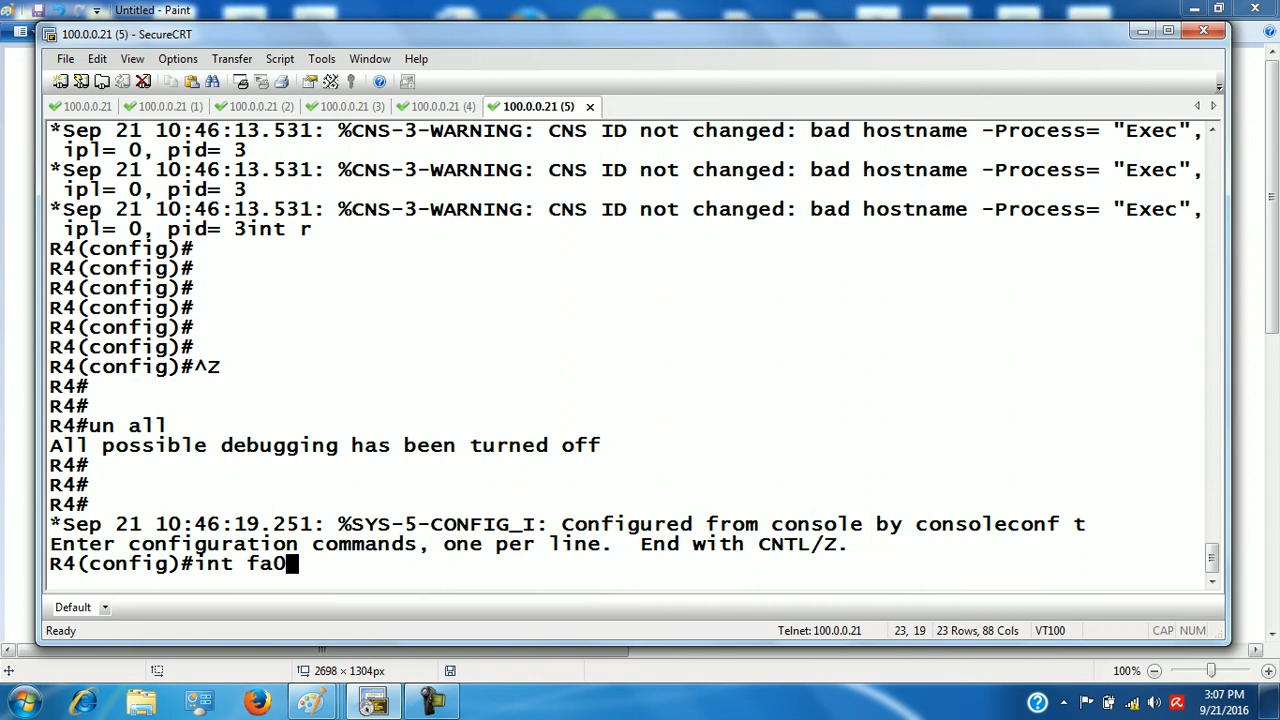 Untitled - Paint
100.0.0.21 (5) - SecureCRT
File Edit View Options Transfer Script Tools Window Help
100.0.0.21 100.0.0.21 (1) 100.0.0.21 (2) 100.0.0.21 (3) 100.0.0.21 (4) 100.0.0.21 (5)
*Sep 21 10:46:13.531: %CNS-3-WARNING: CNS ID not changed: bad hostname -Process= "Exec",
ipl= 0, pid= 3
*Sep 21 10:46:13.531: %CNS-3-WARNING: CNS ID not changed: bad hostname -Process= "Exec",
ipl= 0, pid= 3
*Sep 21 10:46:13.531: %CNS-3-WARNING: CNS ID not changed: bad hostname -Process= "Exec",
ipl= 0, pid= 3int r
R4(config)#
R4(config)#
R4(config)#
R4(config)#
R4(config)#
R4(config)#
R4(config)#^Z
R4#
R4#
R4#un all
All possible debugging has been turned off
R4#
R4#
R4#
*Sep 21 10:46:19.251: %SYS-5-CONFIG_I: Configured from console by consoleconf t
Enter configuration commands, one per line.  End with CNTL/Z.
R4(config)#int fa0
Default
Ready Telnet: 100.0.0.21 23, 19 23 Rows, 88 Cols VT100 CAP NUM
2698 × 1304px 100%
3:07 PM
9/21/2016